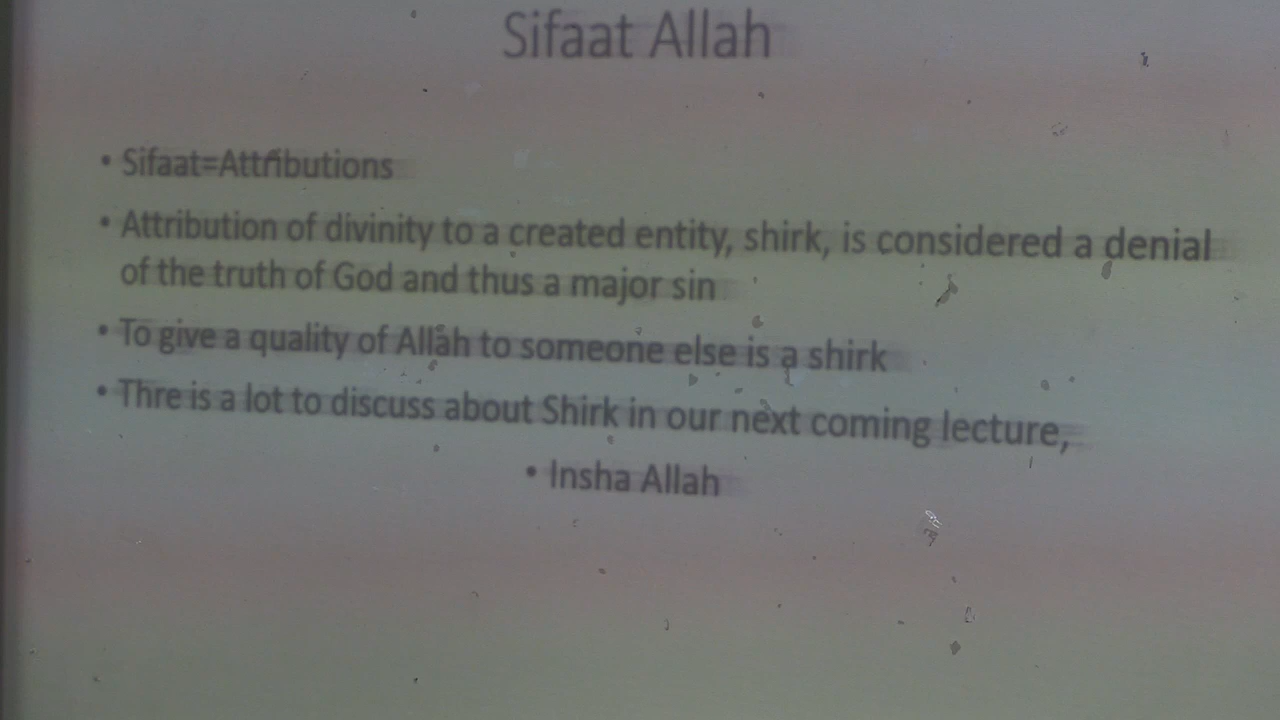 Sifaat Allah
• Sifaat=Attributions
• Attribution of divinity to a created entity, shirk, is considered a denial
of the truth of God and thus a major sin
• To give a quality of Allah to someone else is a shirk
• Thre is a lot to discuss about Shirk in our next coming lecture,
• Insha Allah